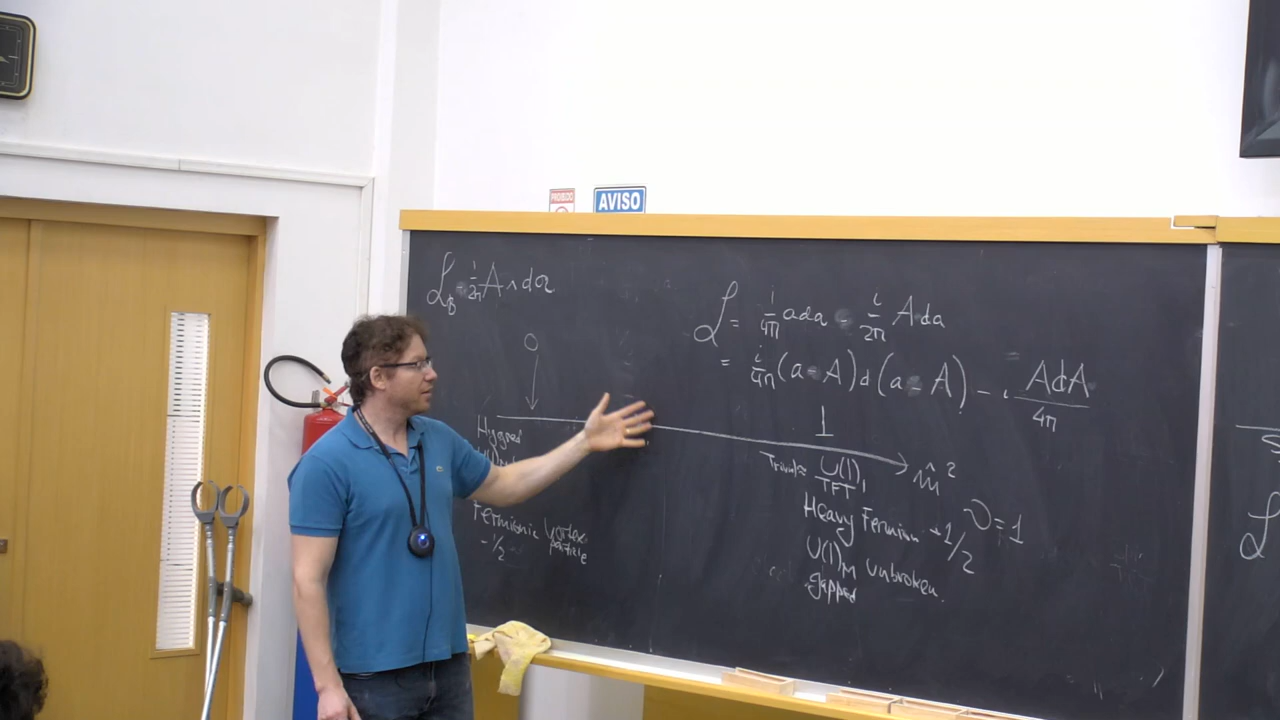 AVISO
ℒ_B - i/2π A ∧ da
0
Higgsed
Fermionic Vortex
particle
-1/2
ℒ = i/4π ada - i/2π Ada
= i/4π (a - A)d(a - A) - i AdA/4π
1
Trivial ≈ U(1)₁
TFT
m̂²
Heavy Fermion +1/2 ν=1
U(1)_M unbroken.
gapped
ℒ